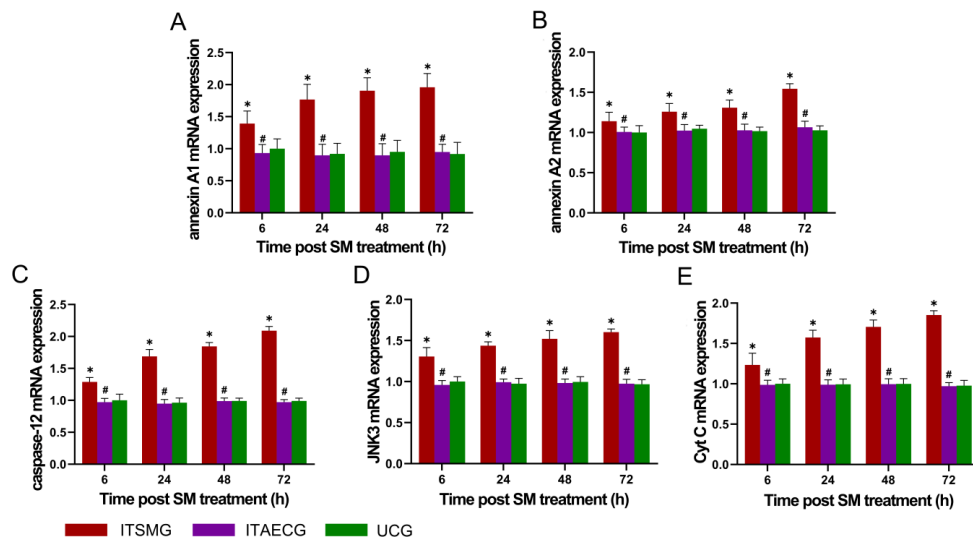 A
annexin A1 mRNA expression
2.5
2.0
1.5
1.0
0.5
0.0
* * * *
# # # #
6 24 48 72
Time post SM treatment (h)
B
annexin A2 mRNA expression
2.0
1.5
1.0
0.5
0.0
* * * *
# # # #
6 24 48 72
Time post SM treatment (h)
C
caspase-12 mRNA expression
2.5
2.0
1.5
1.0
0.5
0.0
* * * *
# # # #
6 24 48 72
Time post SM treatment (h)
D
JNK3 mRNA expression
2.0
1.5
1.0
0.5
0.0
* * * *
# # # #
6 24 48 72
Time post SM treatment (h)
E
Cyt C mRNA expression
2.0
1.5
1.0
0.5
0.0
* * * *
# # # #
6 24 48 72
Time post SM treatment (h)
ITSMG ITAECG UCG